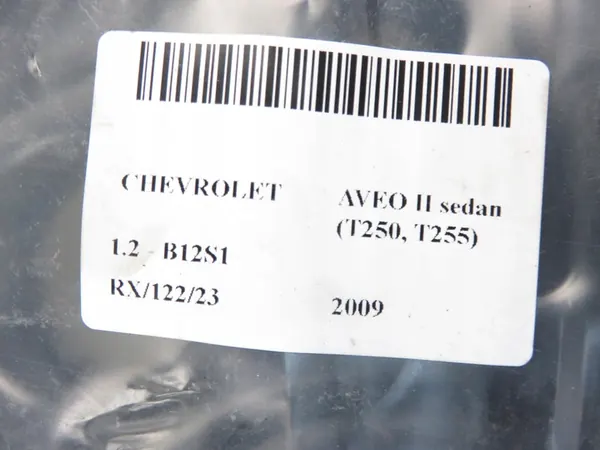 CHEVROLET
AVEO II sedan
(T250, T255)
1.2 - B12S1
RX/122/23
2009